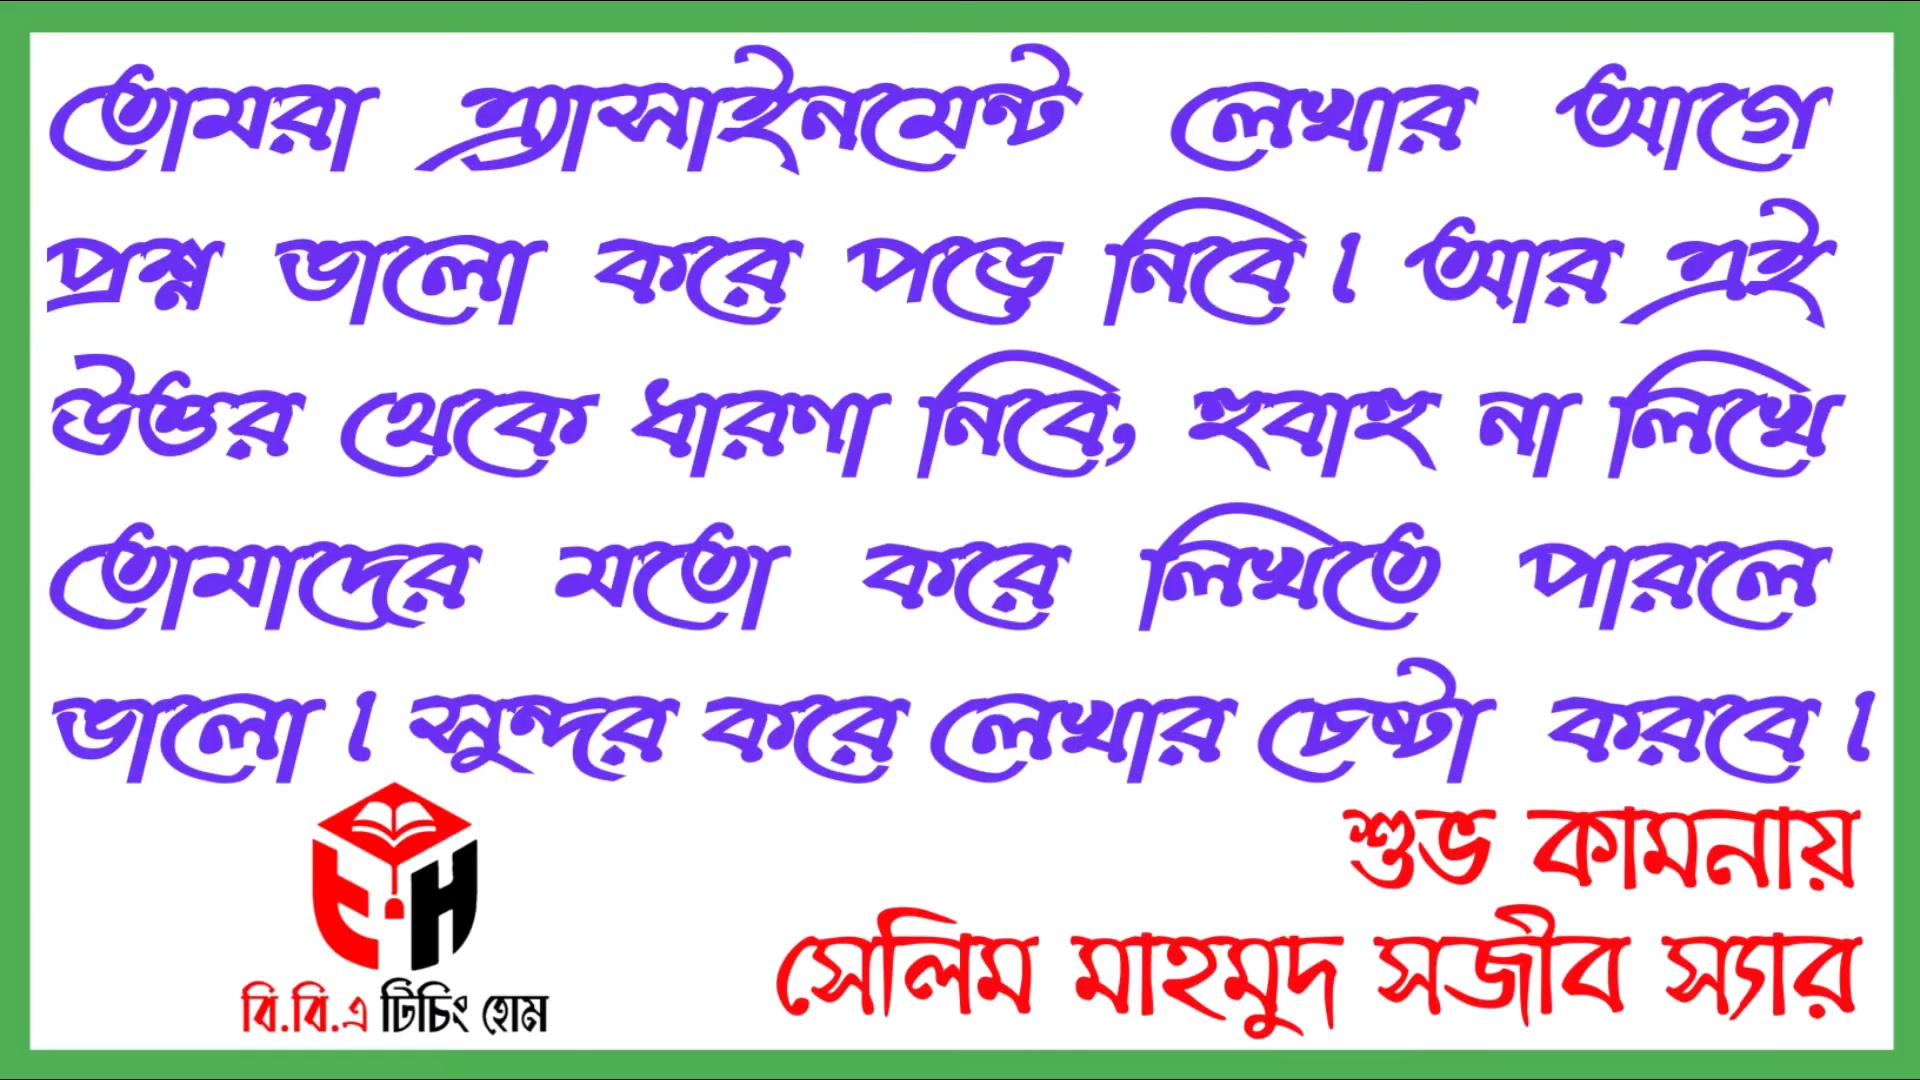 তোমরা এ্যাসাইনমেন্ট লেখার আগে
প্রশ্ন ভালো করে পড়ে নিবে। আর এই
উত্তর থেকে ধারণা নিবে, হুবাহু না লিখে
তোমাদের মতো করে লিখতে পারলে
ভালো। সুন্দর করে লেখার চেষ্টা করবে।
শুভ কামনায়
সেলিম মাহমুদ সজীব স্যার
বি.বি.এ টিচিং হোম